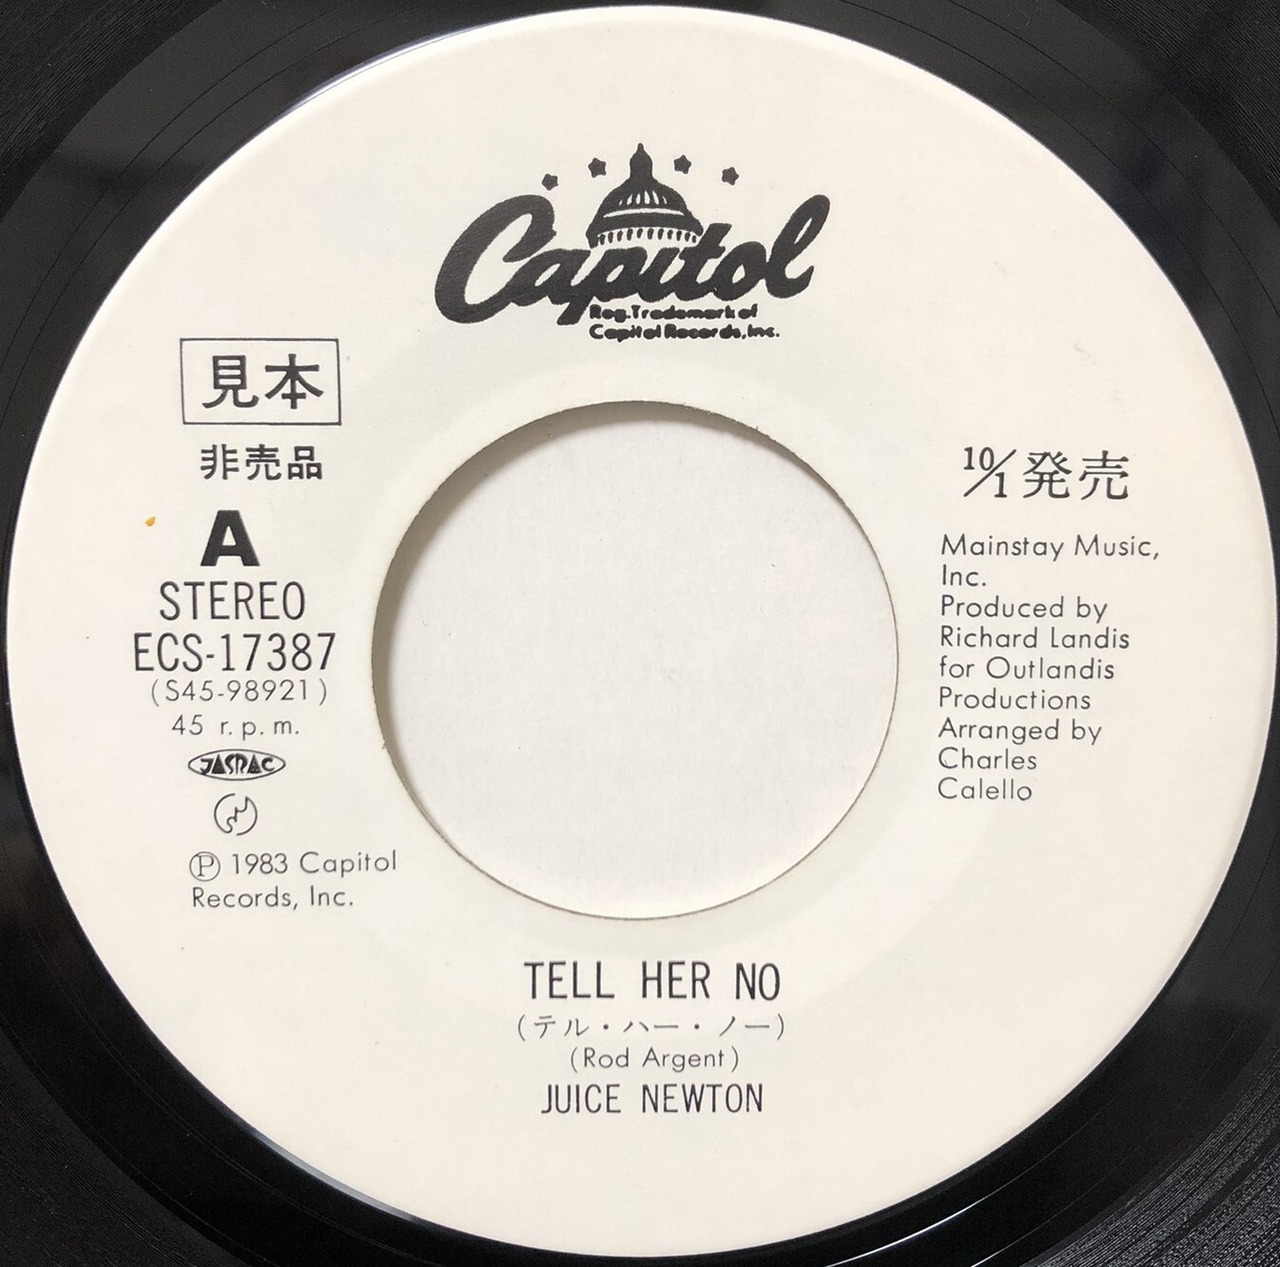 Capitol
Reg. Trademark of
Capitol Records, Inc.
見本
非売品
A
STEREO
ECS-17387
(S45-98921)
45 r.p.m.
JASRAC
℗ 1983 Capitol
Records, Inc.
10/1発売
Mainstay Music,
Inc.
Produced by
Richard Landis
for Outlandis
Productions
Arranged by
Charles
Calello
TELL HER NO
(テル・ハー・ノー)
(Rod Argent)
JUICE NEWTON